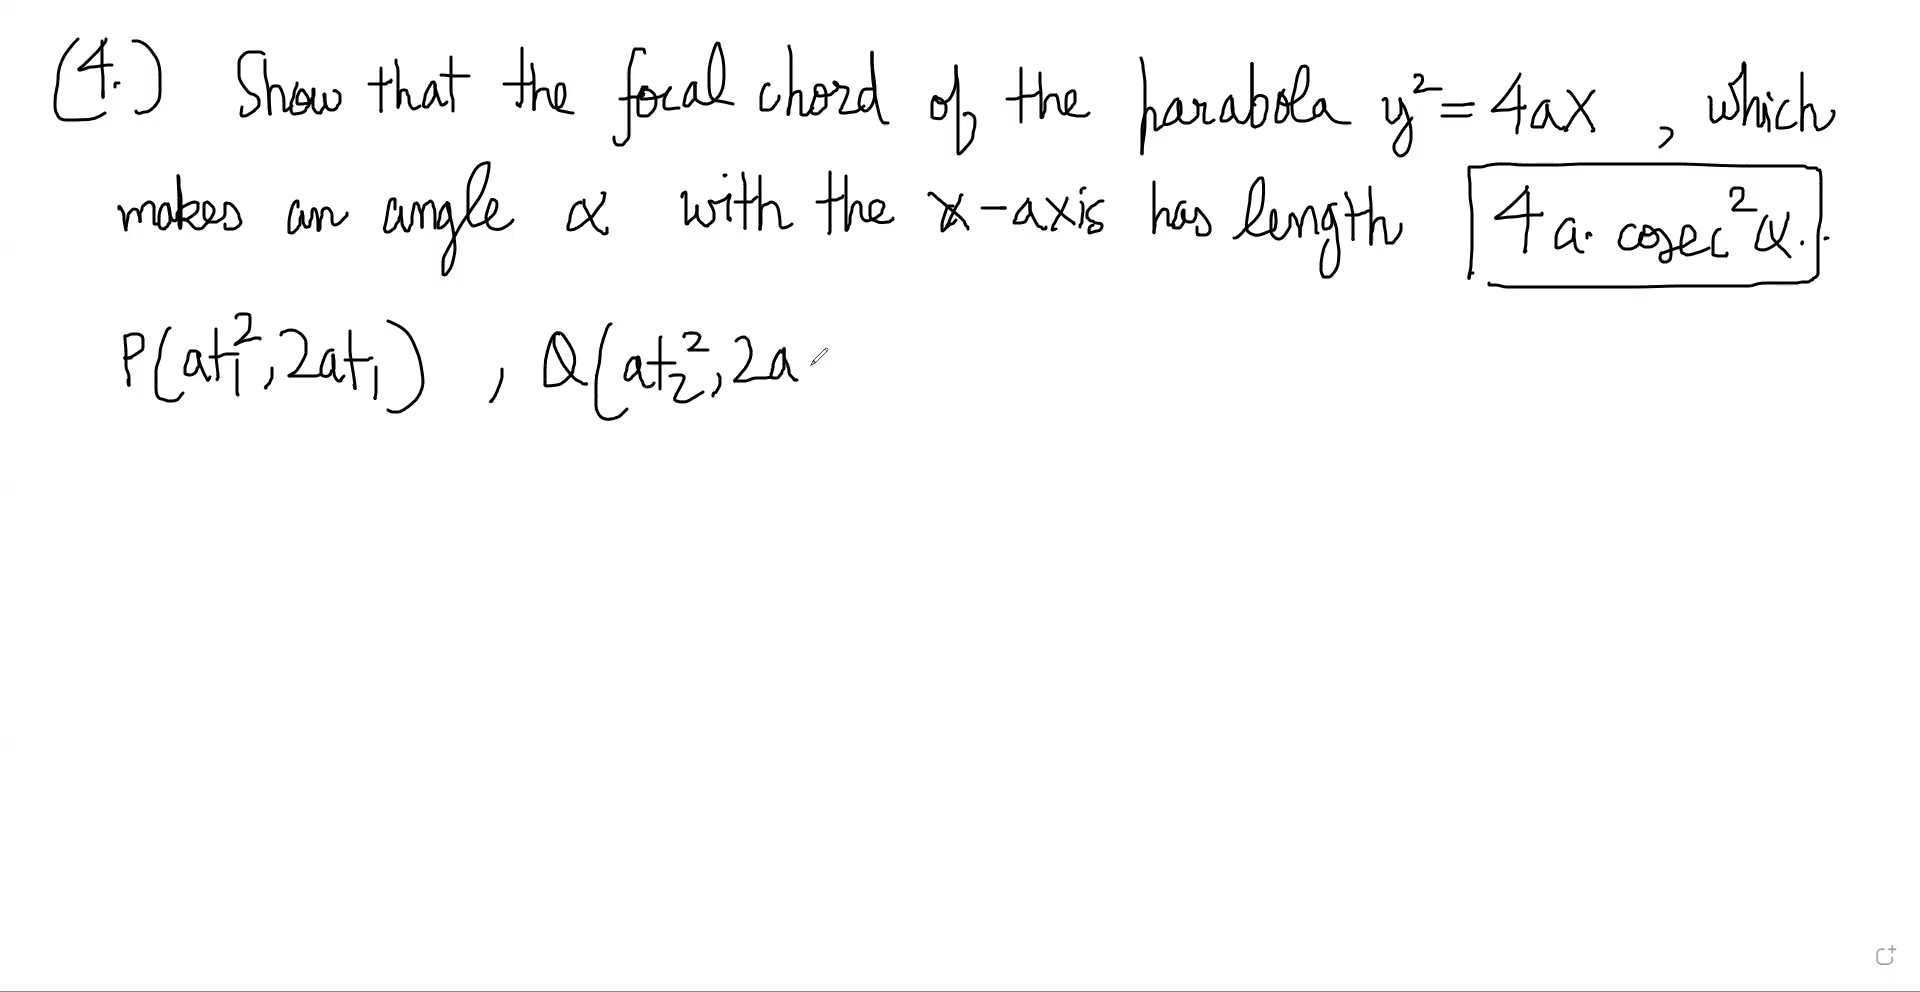 (4.) Show that the focal chord of the parabola y² = 4ax , which
makes an angle α with the x-axis has length 4a. cosec²α..
P(at₁², 2at₁) , Q(at₂², 2a